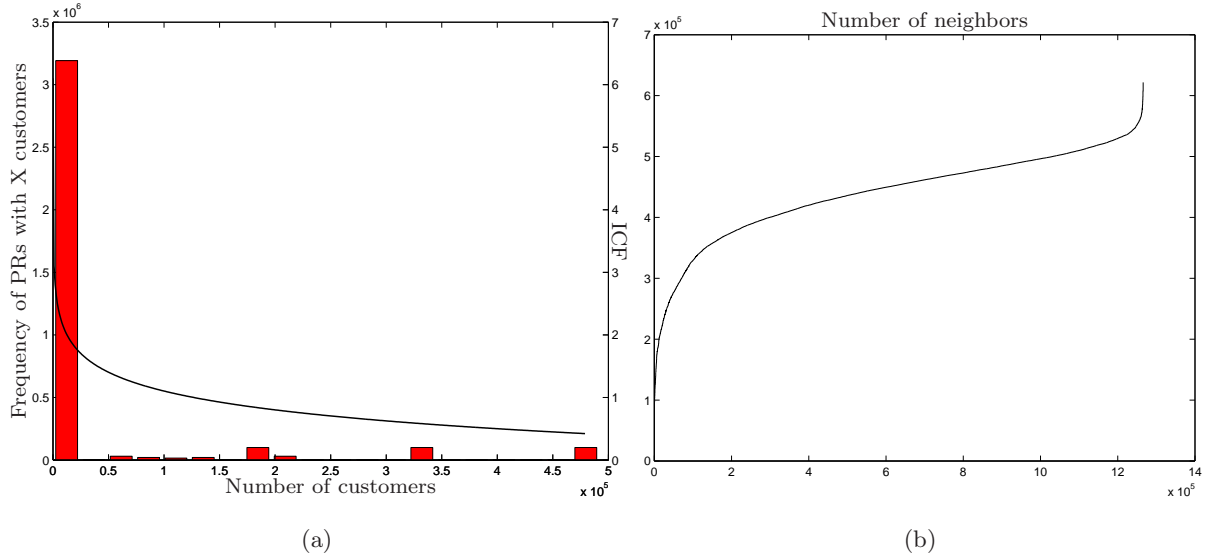 x 10^6
3.5
3
2.5
2
1.5
1
0.5
0
Frequency of PRs with X customers
7
6
5
4
3
2
1
0
ICF
0 0.5 1 1.5 2 2.5 3 3.5 4 4.5 5
x 10^5
Number of customers
(a)
Number of neighbors
x 10^5
7
6
5
4
3
2
1
0
0 2 4 6 8 10 12 14
x 10^5
(b)